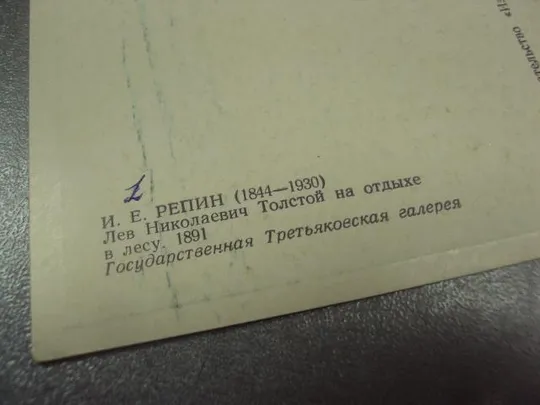 1
И. Е. РЕПИН (1844—1930)
Лев Николаевич Толстой на отдыхе
в лесу. 1891
Государственная Третьяковская галерея